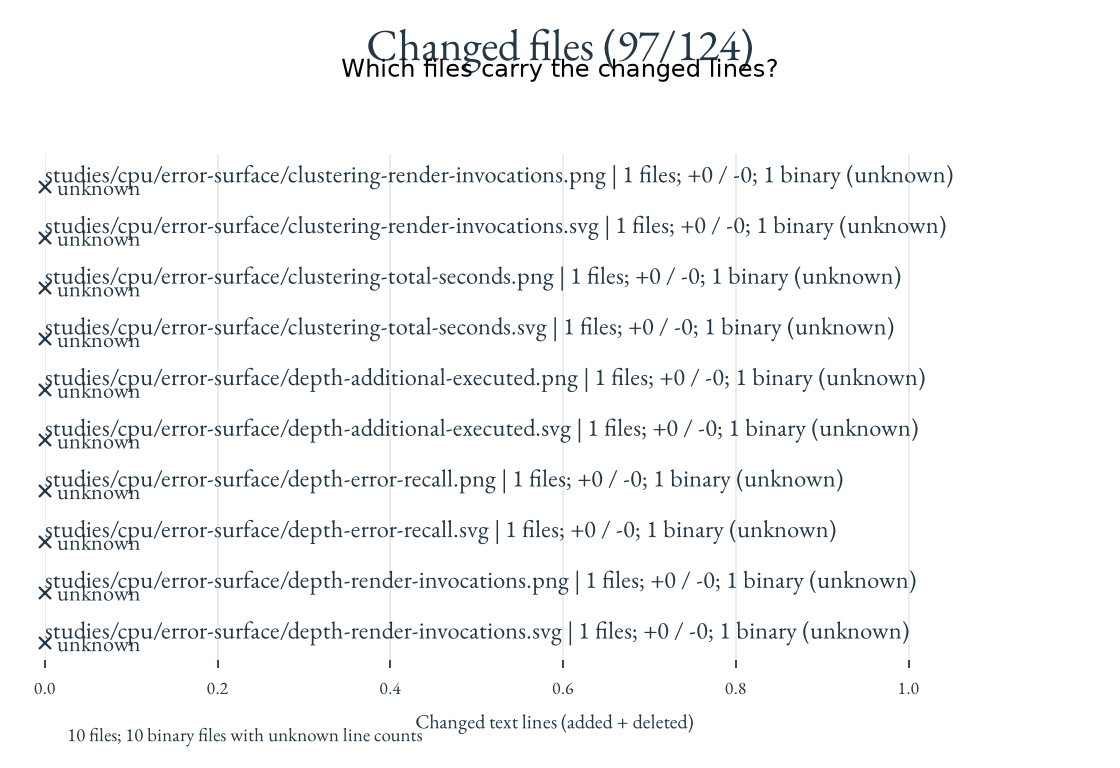 Changed files (97/124)
Which files carry the changed lines?
studies/cpu/error-surface/clustering-render-invocations.png | 1 files; +0 / -0; 1 binary (unknown)
unknown
studies/cpu/error-surface/clustering-render-invocations.svg | 1 files; +0 / -0; 1 binary (unknown)
unknown
studies/cpu/error-surface/clustering-total-seconds.png | 1 files; +0 / -0; 1 binary (unknown)
unknown
studies/cpu/error-surface/clustering-total-seconds.svg | 1 files; +0 / -0; 1 binary (unknown)
unknown
studies/cpu/error-surface/depth-additional-executed.png | 1 files; +0 / -0; 1 binary (unknown)
unknown
studies/cpu/error-surface/depth-additional-executed.svg | 1 files; +0 / -0; 1 binary (unknown)
unknown
studies/cpu/error-surface/depth-error-recall.png | 1 files; +0 / -0; 1 binary (unknown)
unknown
studies/cpu/error-surface/depth-error-recall.svg | 1 files; +0 / -0; 1 binary (unknown)
unknown
studies/cpu/error-surface/depth-render-invocations.png | 1 files; +0 / -0; 1 binary (unknown)
unknown
studies/cpu/error-surface/depth-render-invocations.svg | 1 files; +0 / -0; 1 binary (unknown)
unknown
0.0 0.2 0.4 0.6 0.8 1.0
Changed text lines (added + deleted)
10 files; 10 binary files with unknown line counts